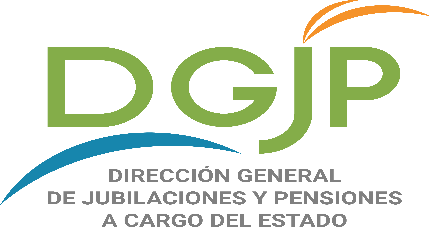 DGJP
DIRECCIÓN GENERAL
DE JUBILACIONES Y PENSIONES
A CARGO DEL ESTADO